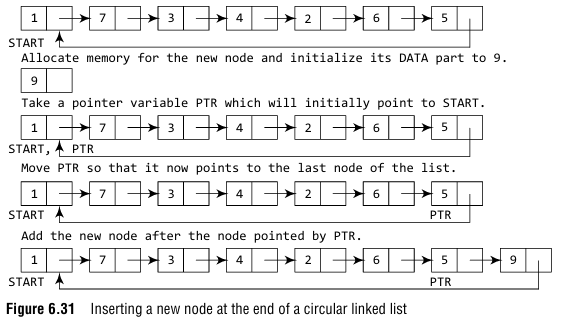 1 7 3 4 2 6 5
START
Allocate memory for the new node and initialize its DATA part to 9.
9
Take a pointer variable PTR which will initially point to START.
1 7 3 4 2 6 5
START, PTR
Move PTR so that it now points to the last node of the list.
1 7 3 4 2 6 5
START PTR
Add the new node after the node pointed by PTR.
1 7 3 4 2 6 5 9
START PTR
Figure 6.31 Inserting a new node at the end of a circular linked list